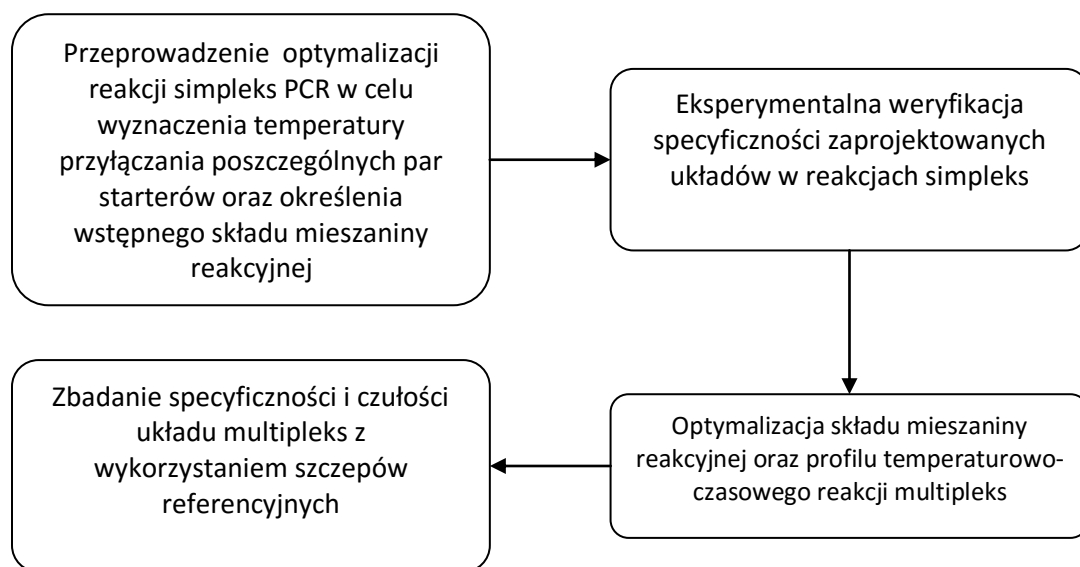 Przeprowadzenie optymalizacji
reakcji simpleks PCR w celu
wyznaczenia temperatury
przyłączania poszczególnych par
starterów oraz określenia
wstępnego składu mieszaniny
reakcyjnej
Eksperymentalna weryfikacja
specyficzności zaprojektowanych
układów w reakcjach simpleks
Optymalizacja składu mieszaniny
reakcyjnej oraz profilu temperaturowo-
czasowego reakcji multipleks
Zbadanie specyficzności i czułości
układu multipleks z
wykorzystaniem szczepów
referencyjnych